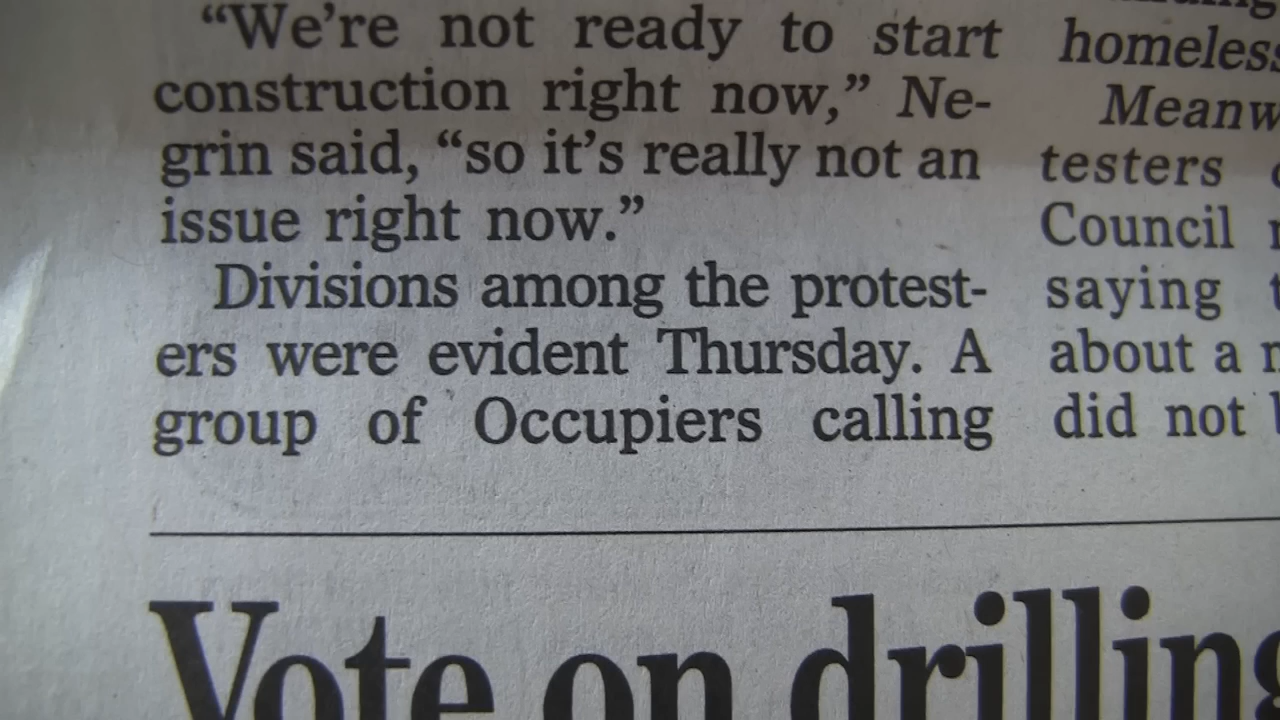 “We’re not ready to start
construction right now,” Ne-
grin said, “so it’s really not an
issue right now.”
Divisions among the protest-
ers were evident Thursday. A
group of Occupiers calling
homeless
testers
Council
saying
about a
did not
Vote on drilling